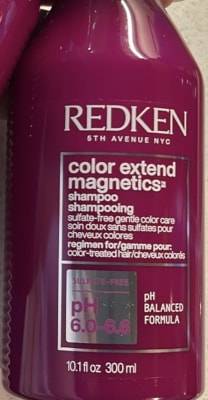 REDKEN
5TH AVENUE NYC
color extend
magnetics
shampoo
shampooing
sulfate-free gentle color care
soin doux sans sulfates pour
cheveux colores
regimen for/gamme pour:
color-treated hair/cheveux colorés
SULFATE-FREE
pH
6.0-6.6
pH
BALANCED
FORMULA
10.1 fl oz 300 ml